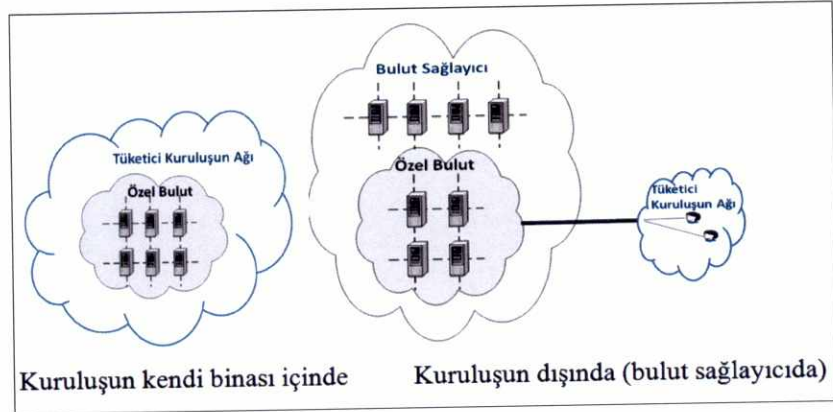 Tüketici Kuruluşun Ağı
Özel Bulut
Bulut Sağlayıcı
Özel Bulut
Tüketici
Kuruluşun Ağı
Kuruluşun kendi binası içinde
Kuruluşun dışında (bulut sağlayıcıda)